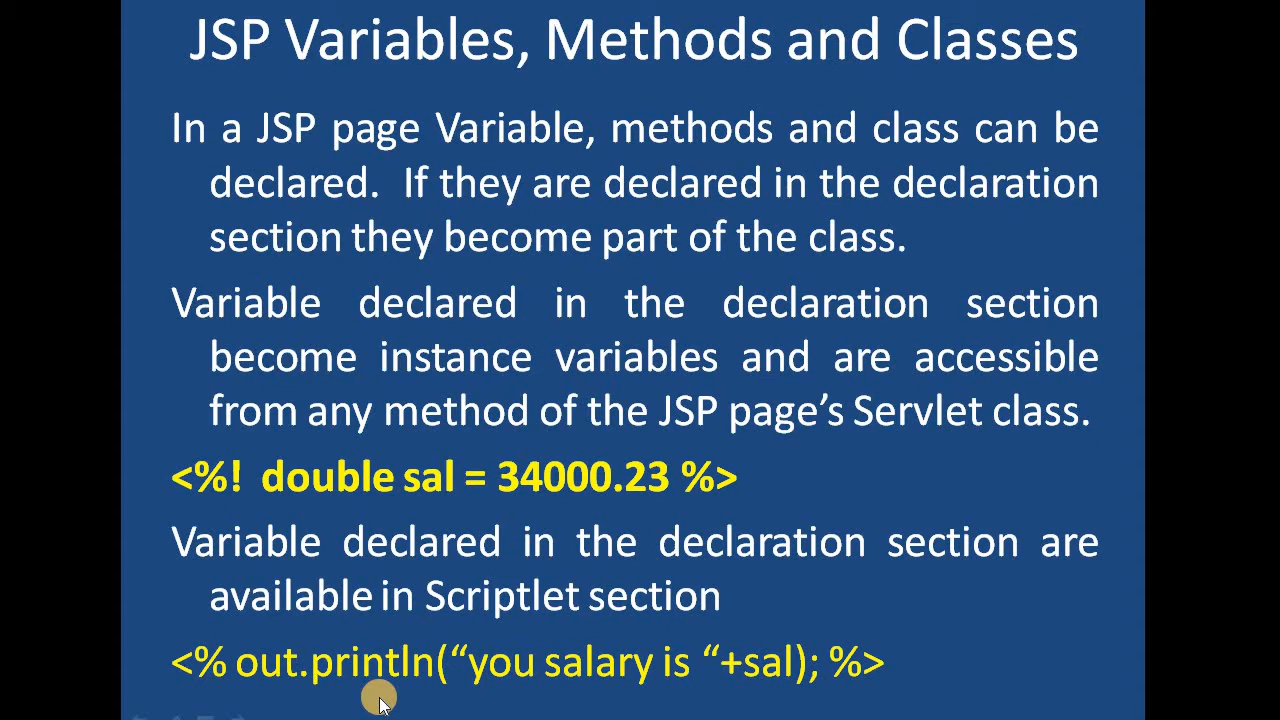 JSP Variables, Methods and Classes
In a JSP page Variable, methods and class can be
declared. If they are declared in the declaration
section they become part of the class.
Variable declared in the declaration section
become instance variables and are accessible
from any method of the JSP page’s Servlet class.
<%! double sal = 34000.23 %>
Variable declared in the declaration section are
available in Scriptlet section
<% out.println(“you salary is “+sal); %>